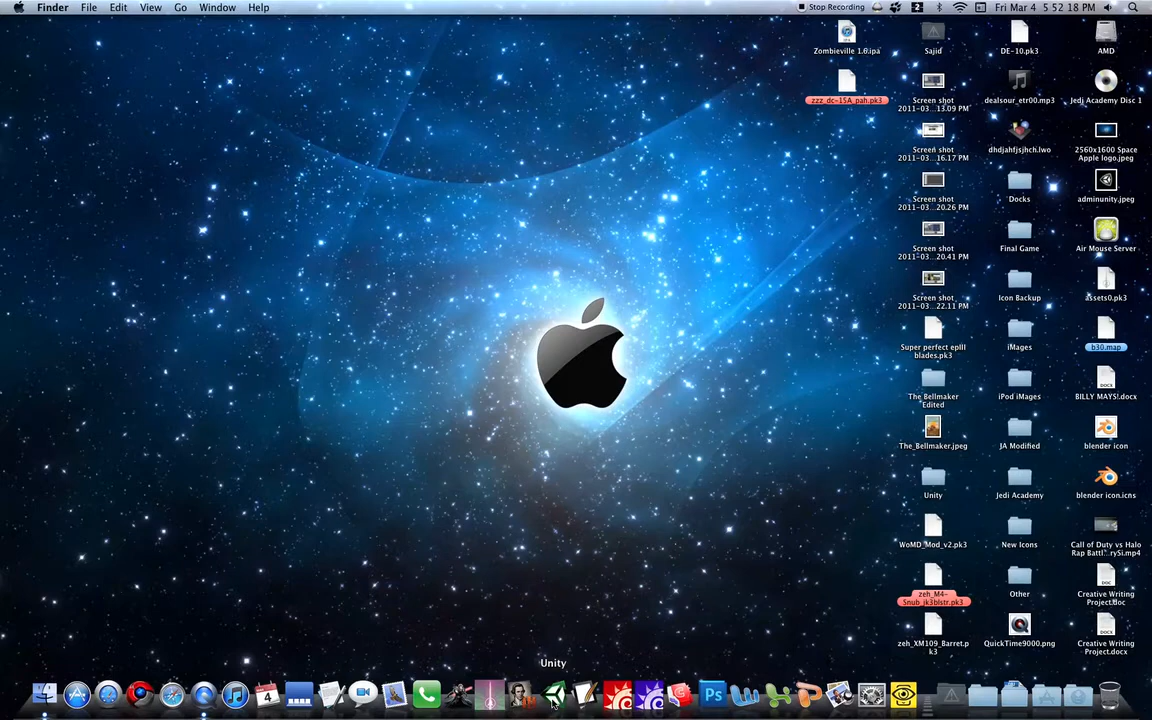 Finder File Edit View Go Window Help
Stop Recording 2 Fri Mar 4 5 52 18 PM
Zombieville 1.6.ipa
Sajid
DE-10.pk3
AMD
zzz_dc-15A_pah.pk3
Screen shot
2011-03...13.09 PM
dealsour_etr00.mp3
Jedi Academy Disc 1
Screen shot
2011-03...16.17 PM
dhdjahfjsjhch.lwo
2560x1600 Space
Apple logo.jpeg
Screen shot
2011-03...20.26 PM
Docks
adminunity.jpeg
Screen shot
2011-03...20.41 PM
Final Game
Air Mouse Server
Screen shot
2011-03...22.11 PM
Icon Backup
assets0.pk3
Super perfect epIII
blades.pk3
iMages
b30.map
The Bellmaker
Edited
iPod iMages
BILLY MAYS!.docx
The_Bellmaker.jpeg
JA Modified
blender icon
Unity
Jedi Academy
blender icon.icns
WoMD_Mod_v2.pk3
New Icons
Call of Duty vs Halo
Rap Battl...rySi.mp4
zeh_M4-
Snub_jk3blstr.pk3
Other
Creative Writing
Project.doc
zeh_XM109_Barret.p
k3
QuickTime9000.png
Creative Writing
Project.docx
Unity
4
Ps